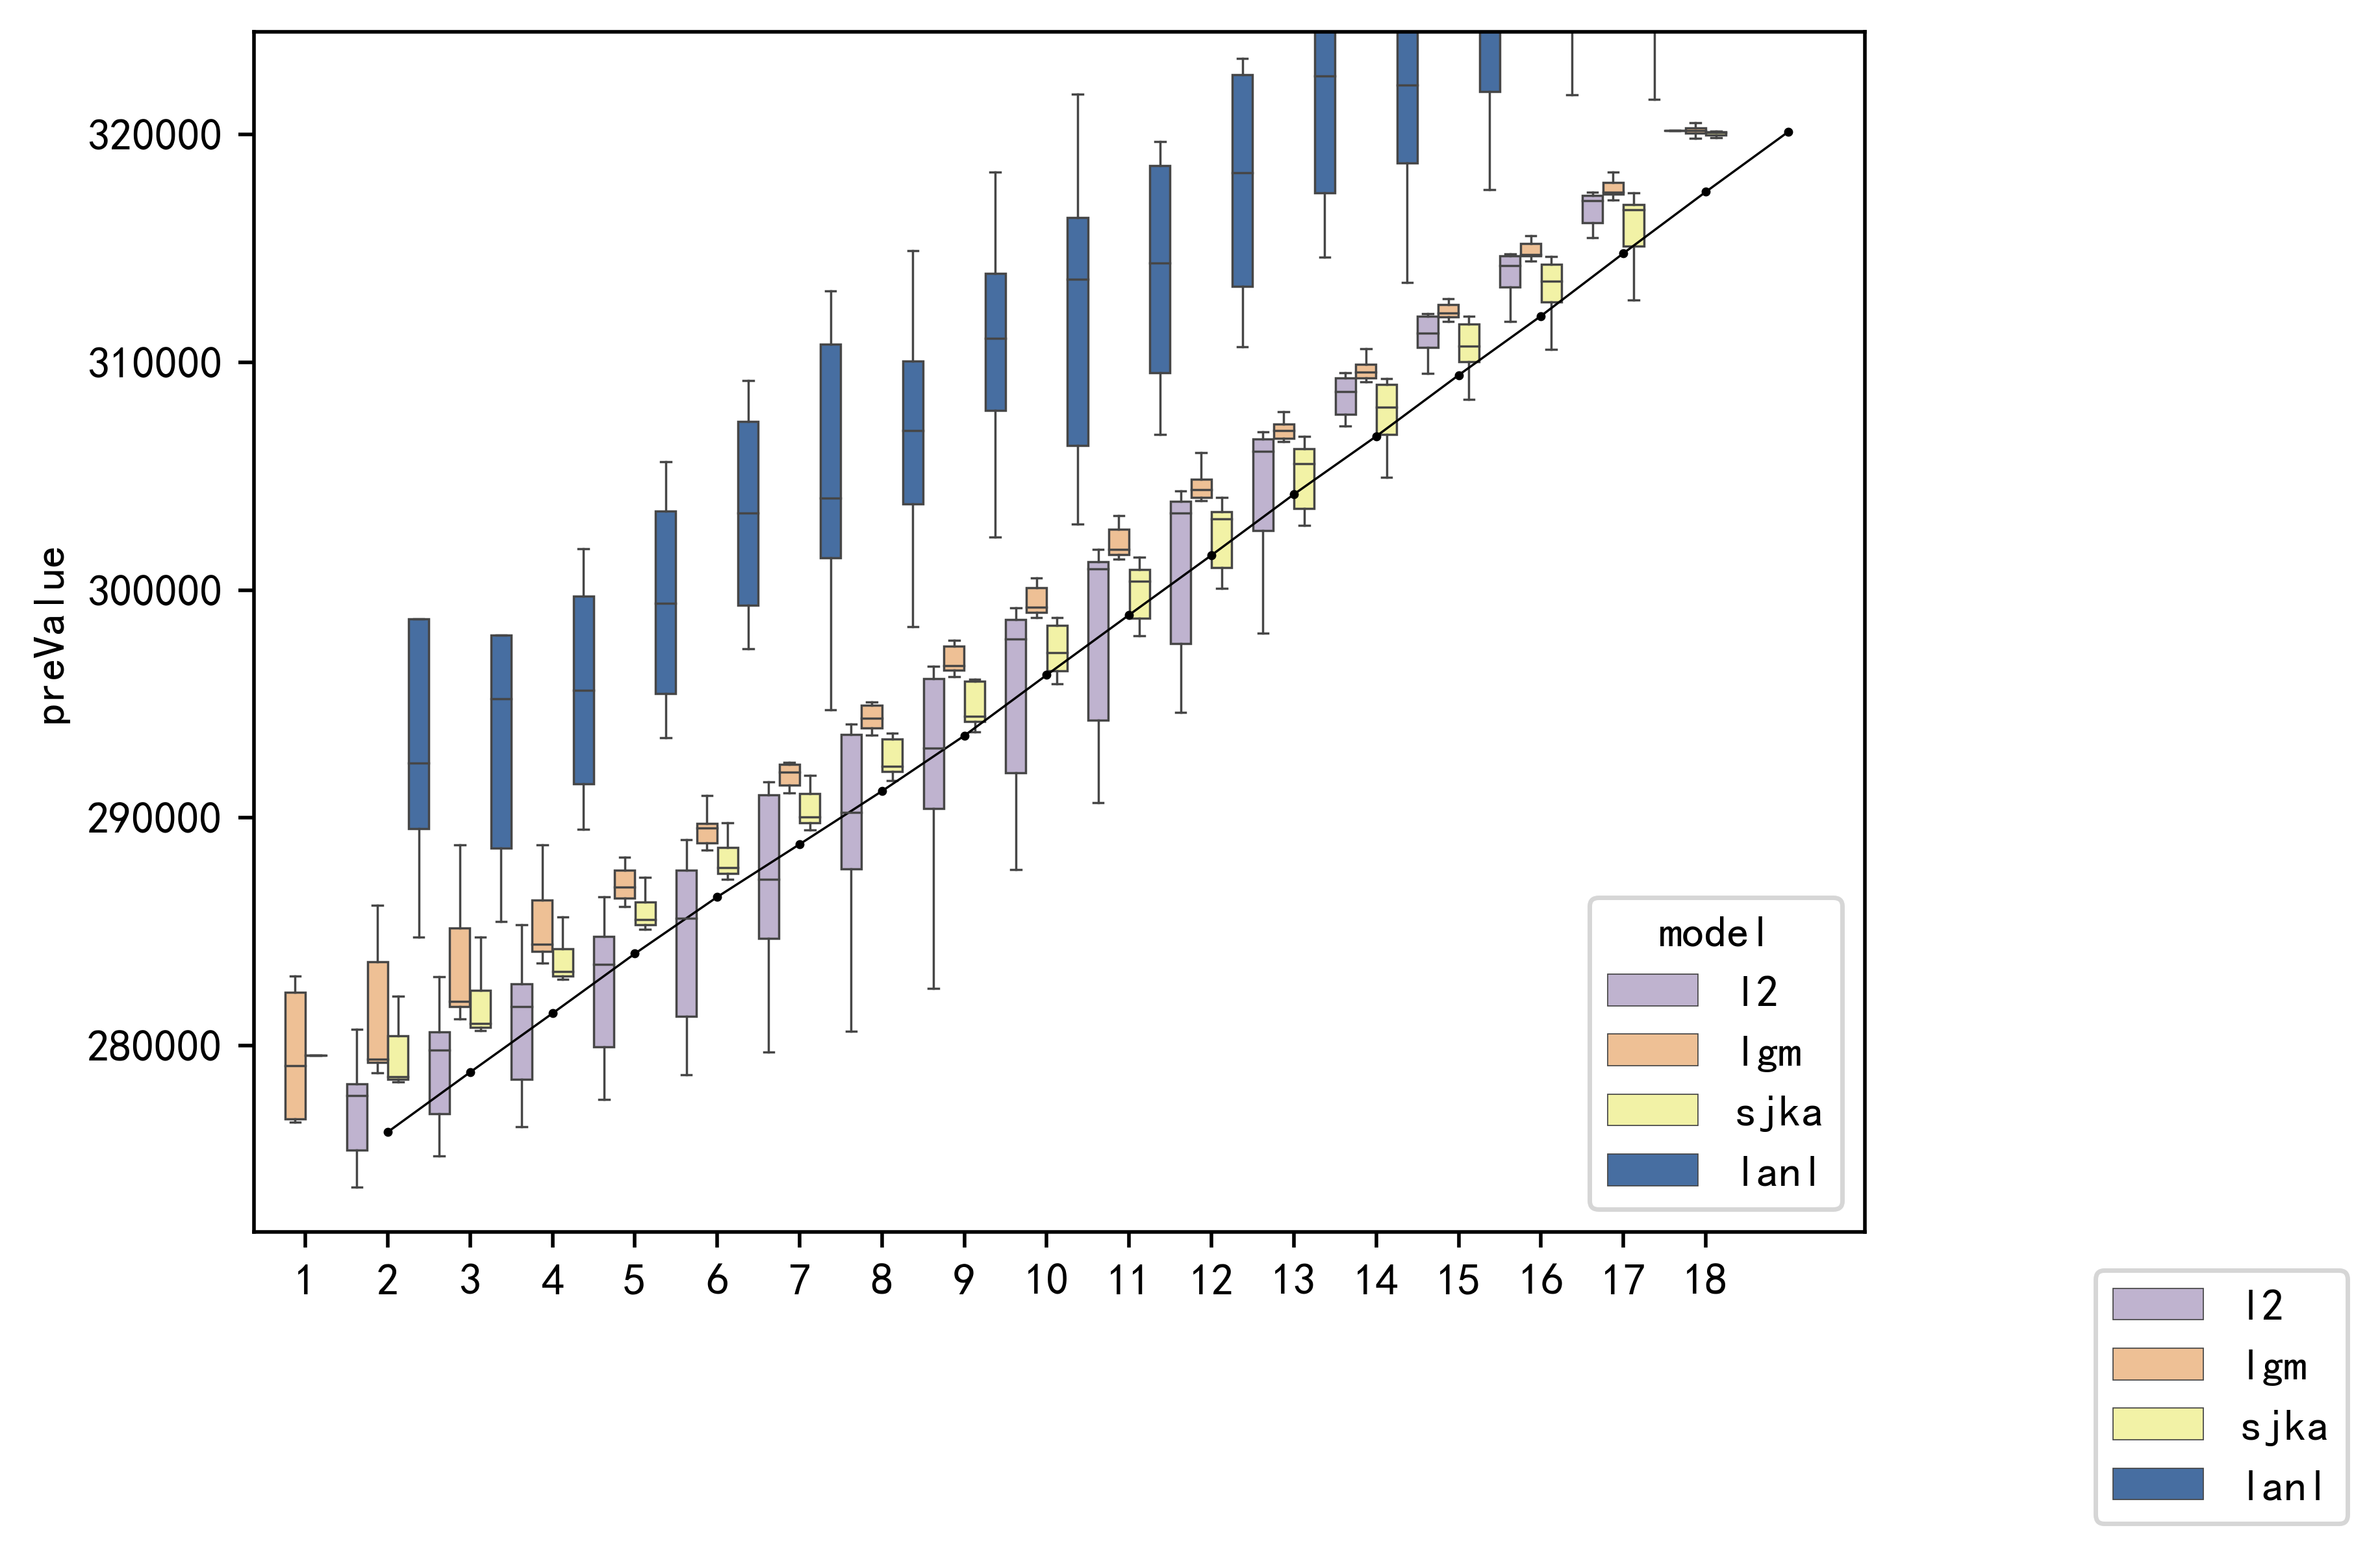 preValue
320000
310000
300000
290000
280000
1 2 3 4 5 6 7 8 9 10 11 12 13 14 15 16 17 18
model
l2
lgm
sjka
lanl
l2
lgm
sjka
lanl